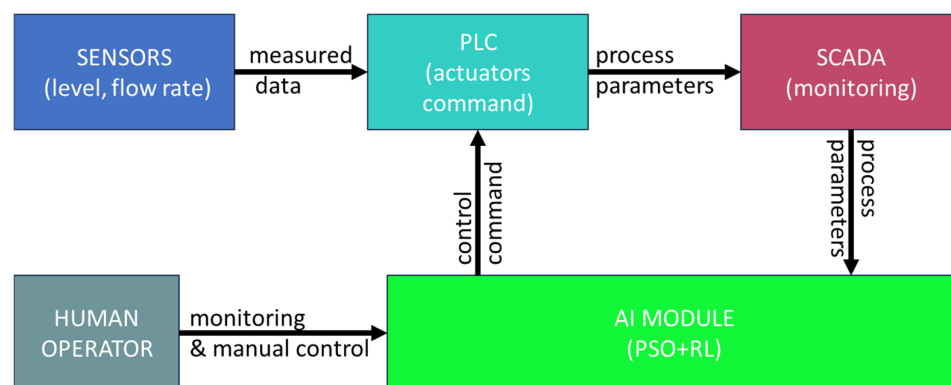 SENSORS
(level, flow rate)
measured
data
PLC
(actuators
command)
process
parameters
SCADA
(monitoring)
control
command
process
parameters
HUMAN
OPERATOR
monitoring
& manual control
AI MODULE
(PSO+RL)